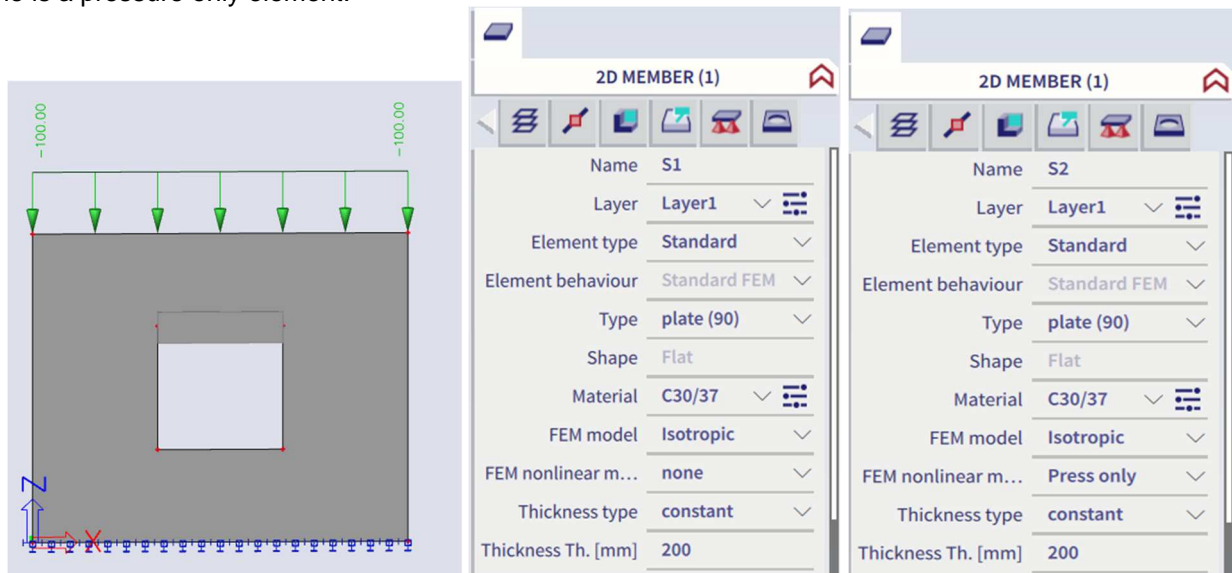 -100.00
-100.00
Z
X
2D MEMBER (1)
Name S1
Layer Layer1
Element type Standard
Element behaviour Standard FEM
Type plate (90)
Shape Flat
Material C30/37
FEM model Isotropic
FEM nonlinear m... none
Thickness type constant
Thickness Th. [mm] 200
2D MEMBER (1)
Name S2
Layer Layer1
Element type Standard
Element behaviour Standard FEM
Type plate (90)
Shape Flat
Material C30/37
FEM model Isotropic
FEM nonlinear m... Press only
Thickness type constant
Thickness Th. [mm] 200